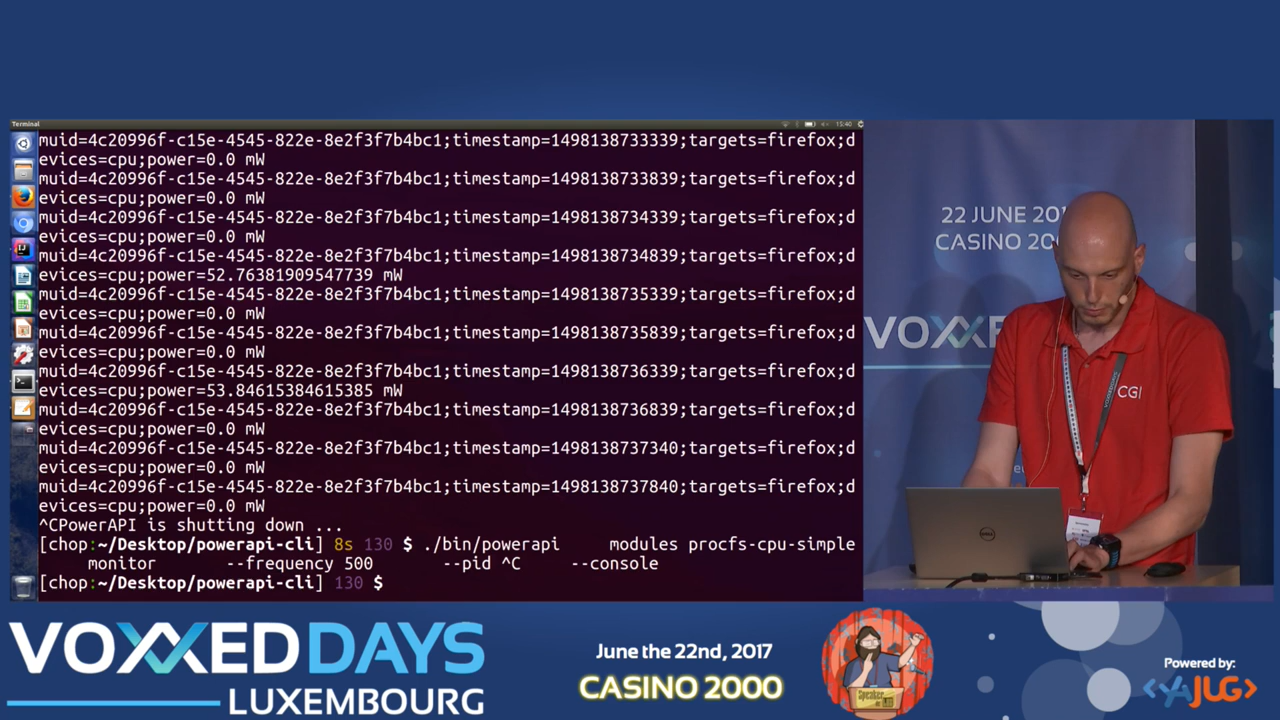 Terminal
15:40
muid=4c20996f-c15e-4545-822e-8e2f3f7b4bc1;timestamp=1498138733339;targets=firefox;d
evices=cpu;power=0.0 mW
muid=4c20996f-c15e-4545-822e-8e2f3f7b4bc1;timestamp=1498138733839;targets=firefox;d
evices=cpu;power=0.0 mW
muid=4c20996f-c15e-4545-822e-8e2f3f7b4bc1;timestamp=1498138734339;targets=firefox;d
evices=cpu;power=0.0 mW
muid=4c20996f-c15e-4545-822e-8e2f3f7b4bc1;timestamp=1498138734839;targets=firefox;d
evices=cpu;power=52.76381909547739 mW
muid=4c20996f-c15e-4545-822e-8e2f3f7b4bc1;timestamp=1498138735339;targets=firefox;d
evices=cpu;power=0.0 mW
muid=4c20996f-c15e-4545-822e-8e2f3f7b4bc1;timestamp=1498138735839;targets=firefox;d
evices=cpu;power=0.0 mW
muid=4c20996f-c15e-4545-822e-8e2f3f7b4bc1;timestamp=1498138736339;targets=firefox;d
evices=cpu;power=53.84615384615385 mW
muid=4c20996f-c15e-4545-822e-8e2f3f7b4bc1;timestamp=1498138736839;targets=firefox;d
evices=cpu;power=0.0 mW
muid=4c20996f-c15e-4545-822e-8e2f3f7b4bc1;timestamp=1498138737340;targets=firefox;d
evices=cpu;power=0.0 mW
muid=4c20996f-c15e-4545-822e-8e2f3f7b4bc1;timestamp=1498138737840;targets=firefox;d
evices=cpu;power=0.0 mW
^CPowerAPI is shutting down ...
[chop:~/Desktop/powerapi-cli] 8s 130 $ ./bin/powerapi modules procfs-cpu-simple
monitor --frequency 500 --pid ^C --console
[chop:~/Desktop/powerapi-cli] 130 $
22 JUNE 201
CASINO 20
VOXXED
CGI
DELL
VOXXED DAYS
LUXEMBOURG
June the 22nd, 2017
CASINO 2000
Speaker
Powered by:
YAJUG